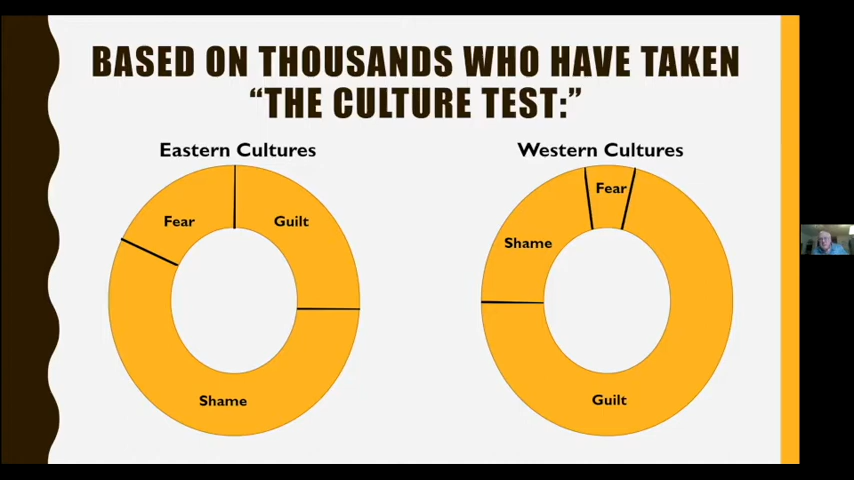 BASED ON THOUSANDS WHO HAVE TAKEN
“THE CULTURE TEST:”
Eastern Cultures
Fear
Guilt
Shame
Western Cultures
Fear
Shame
Guilt